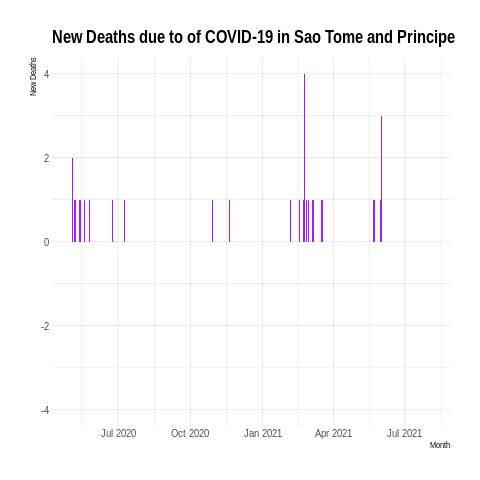 New Deaths due to of COVID-19 in Sao Tome and Principe
New Deaths
4
2
0
-2
-4
Jul 2020 Oct 2020 Jan 2021 Apr 2021 Jul 2021
Month